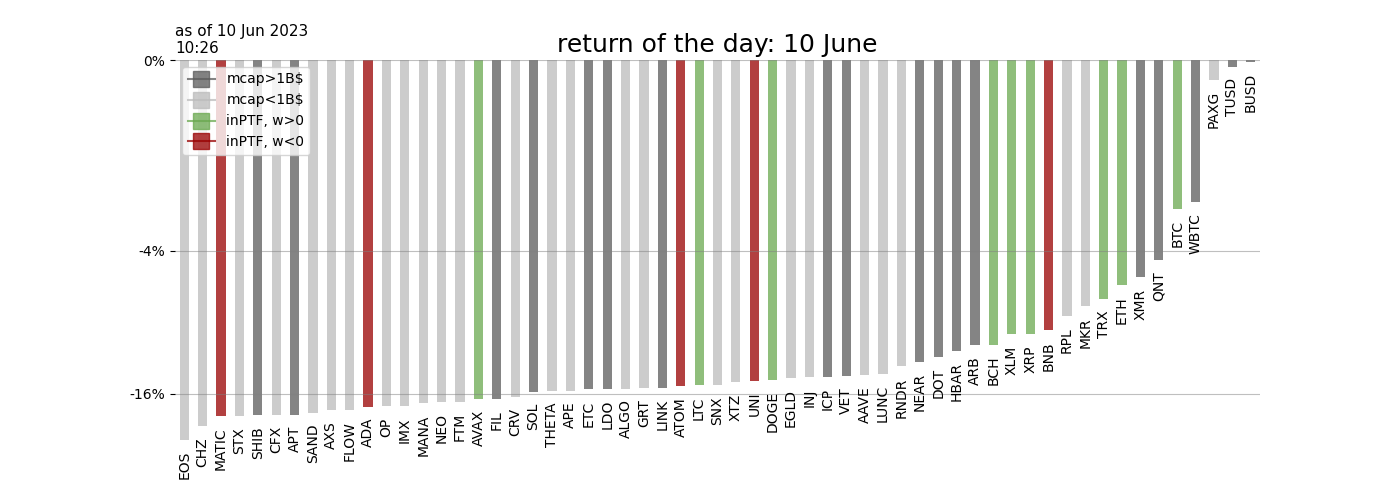 as of 10 Jun 2023
10:26
return of the day: 10 June
0%
-4%
-16%
mcap>1B$
mcap<1B$
inPTF, w>0
inPTF, w<0
EOS
CHZ
MATIC
STX
SHIB
CFX
APT
SAND
AXS
FLOW
ADA
OP
IMX
MANA
NEO
FTM
AVAX
FIL
CRV
SOL
THETA
APE
ETC
LDO
ALGO
GRT
LINK
ATOM
LTC
SNX
XTZ
UNI
DOGE
EGLD
INJ
ICP
VET
AAVE
LUNC
RNDR
NEAR
DOT
HBAR
ARB
BCH
XLM
XRP
BNB
RPL
MKR
TRX
ETH
XMR
QNT
BTC
WBTC
PAXG
TUSD
BUSD